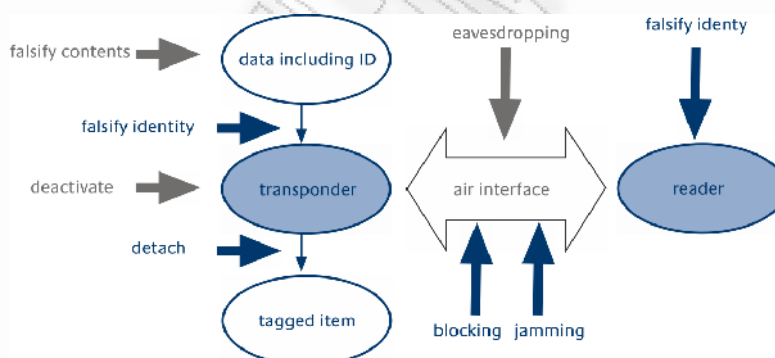 falsify contents
data including ID
eavesdropping
falsify identy
falsify identity
deactivate
transponder
air interface
reader
detach
tagged item
blocking
jamming